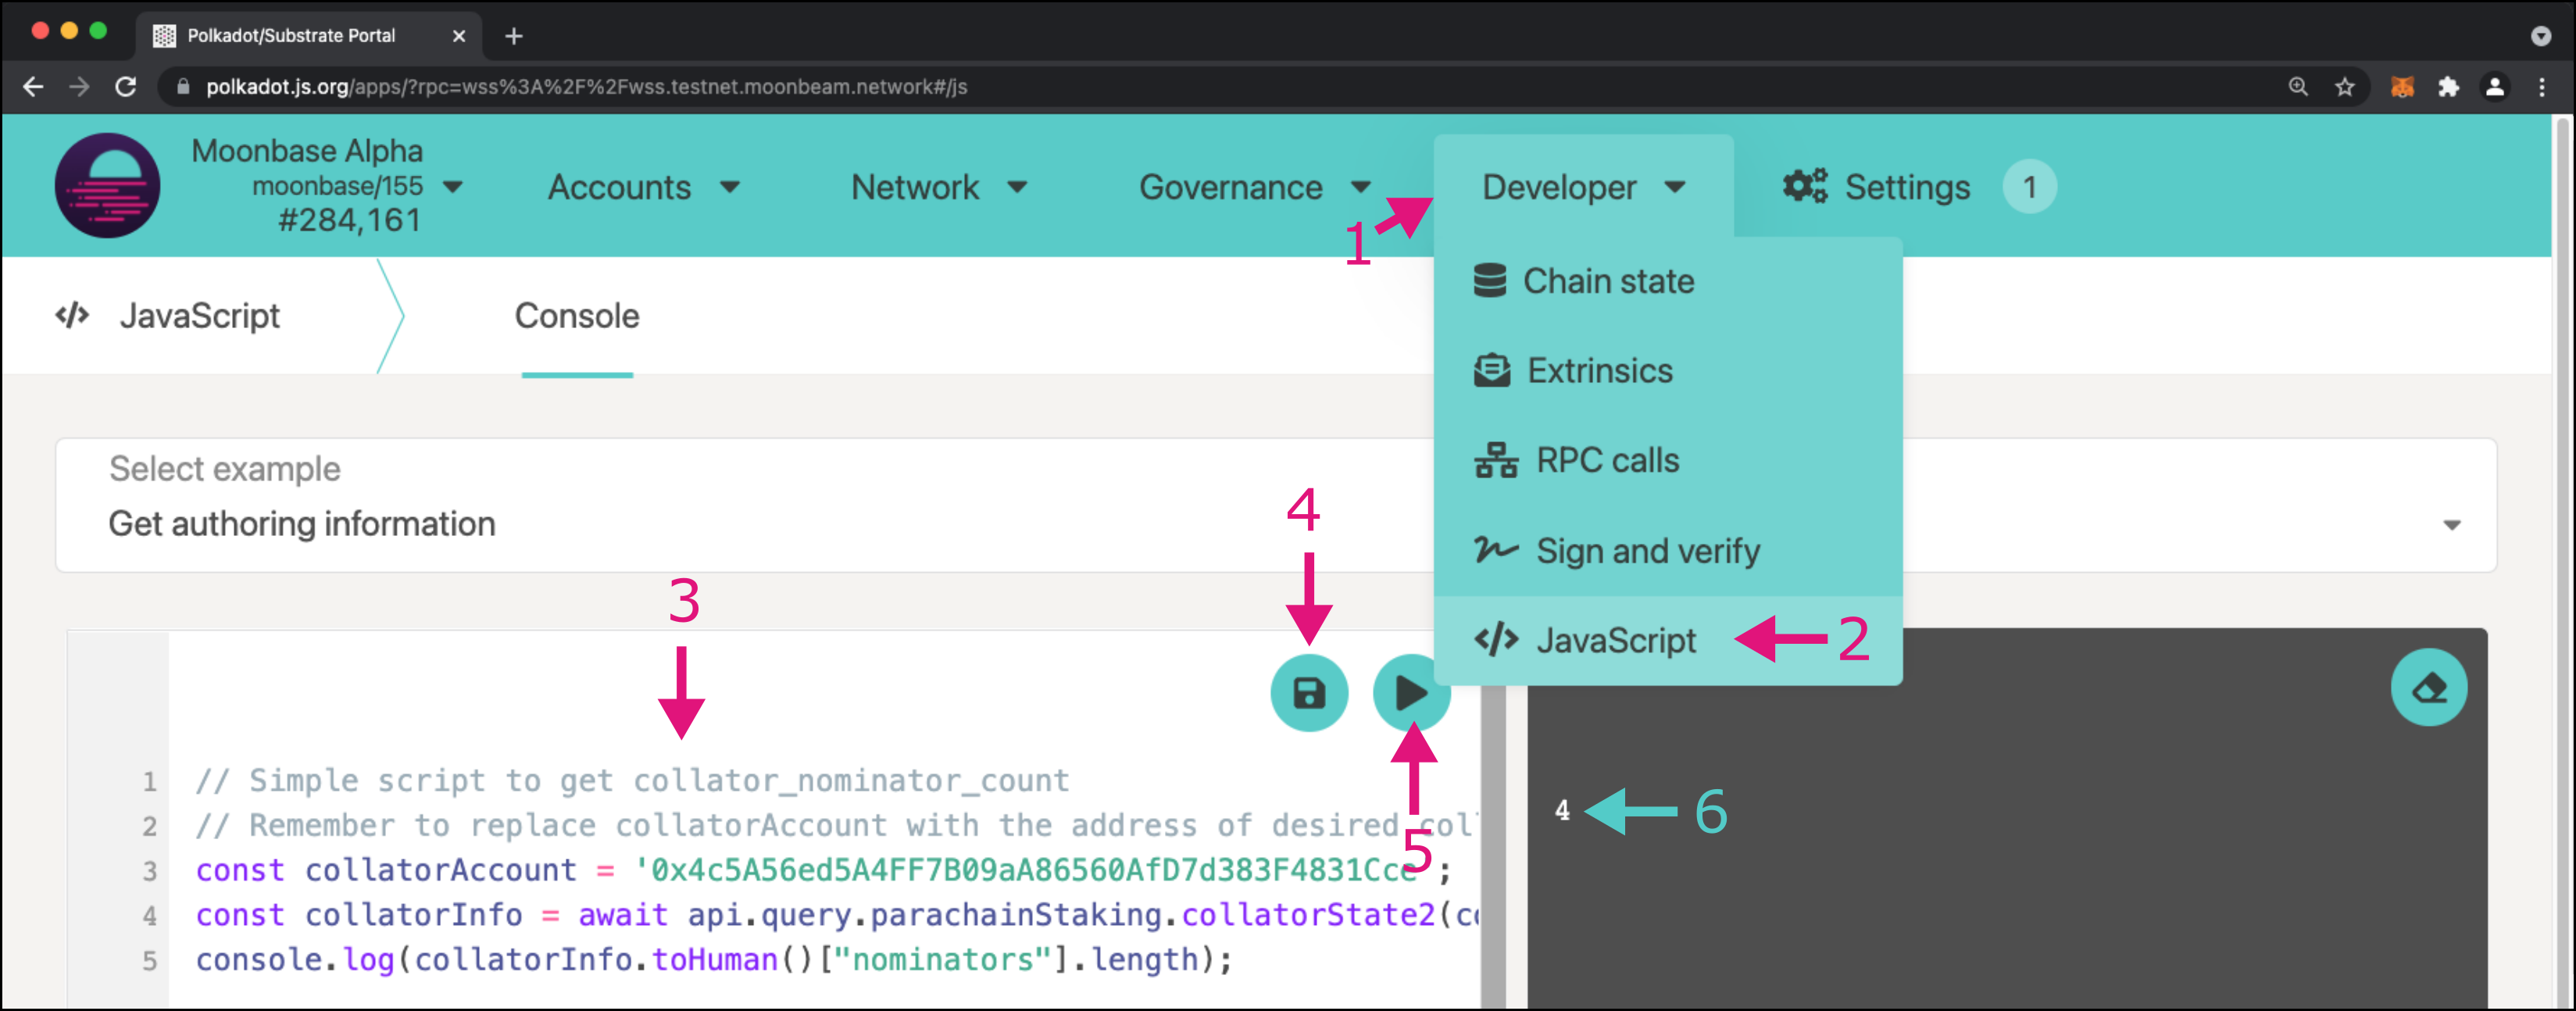 Polkadot/Substrate Portal
polkadot.js.org/apps/?rpc=wss%3A%2F%2Fwss.testnet.moonbeam.network#/js
Moonbase Alpha
moonbase/155
#284,161
Accounts
Network
Governance
Developer
Settings
1
1
Chain state
Extrinsics
RPC calls
Sign and verify
JavaScript
2
</> JavaScript
Console
Select example
Get authoring information
3
4
5
1 // Simple script to get collator_nominator_count
2 // Remember to replace collatorAccount with the address of desired col
3 const collatorAccount = '0x4c5A56ed5A4FF7B09aA86560AfD7d383F4831Cce';
4 const collatorInfo = await api.query.parachainStaking.collatorState2(co
5 console.log(collatorInfo.toHuman()["nominators"].length);
4
6